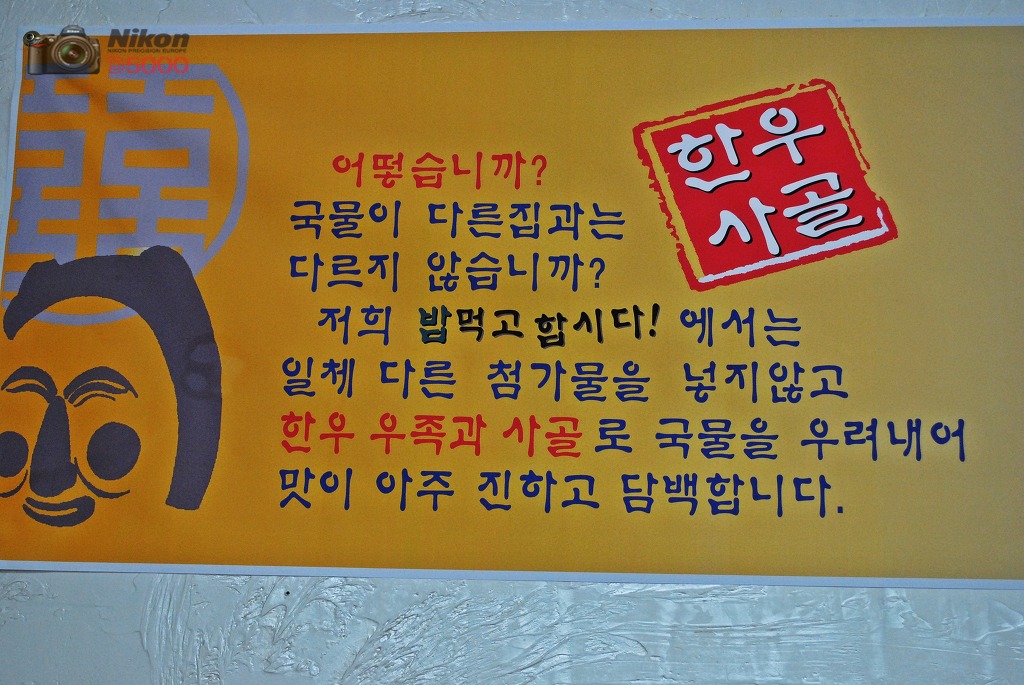 Nikon
NIKON PRECISION EUROPE
한우
사골
어떻습니까?
국물이 다른집과는
다르지 않습니까?
저희 밥먹고 합시다! 에서는
일체 다른 첨가물을 넣지않고
한우 우족과 사골로 국물을 우려내어
맛이 아주 진하고 담백합니다.